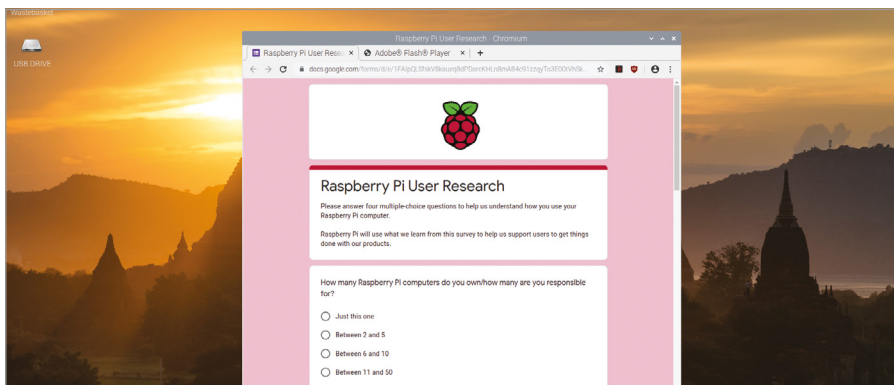 Wastebasket
USB DRIVE
Raspberry Pi User Research - Chromium
Raspberry Pi User Resea
Adobe® Flash® Player
docs.google.com/forms/d/e/
Raspberry Pi User Research
Please answer four multiple-choice questions to help us understand how you use your
Raspberry Pi computer.
Raspberry Pi will use what we learn from this survey to help us support users to get things
done with our products.
How many Raspberry Pi computers do you own/how many are you responsible
for?
Just this one
Between 2 and 5
Between 6 and 10
Between 11 and 50